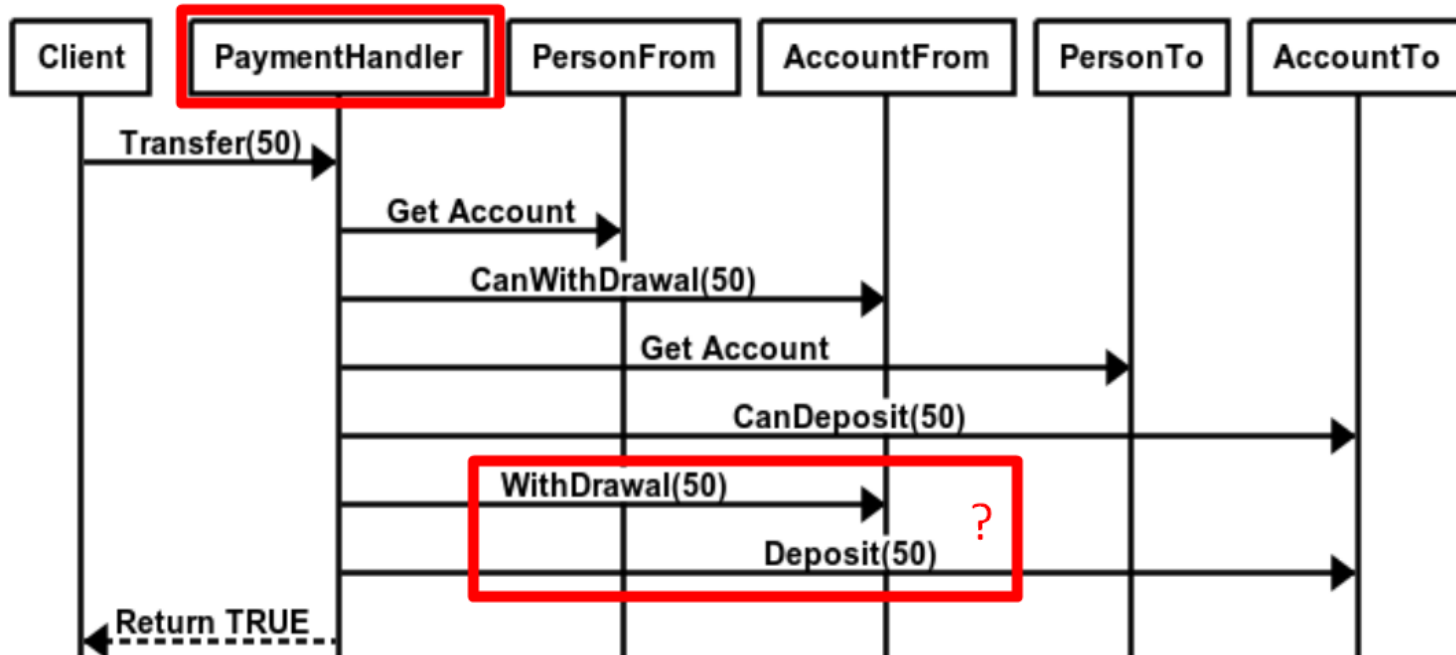 Client PaymentHandler PersonFrom AccountFrom PersonTo AccountTo
Transfer(50)
Get Account
CanWithDrawal(50)
Get Account
CanDeposit(50)
WithDrawal(50)
?
Deposit(50)
Return TRUE